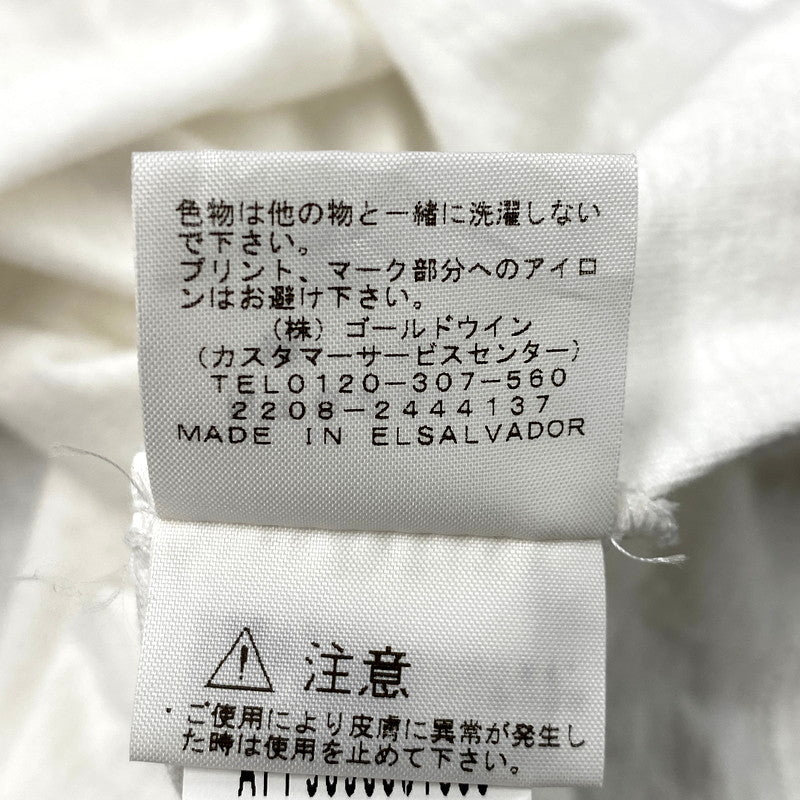 色物は他の物と一緒に洗濯しない
で下さい。
プリント、マーク部分へのアイロ
ンはお避け下さい。
(株) ゴールドウイン
(カスタマーサービスセンター)
TEL0120-307-560
2208-2444137
MADE IN ELSALVADOR
注意
・ご使用により皮膚に異常が発生し
た時は使用を止めて下さい。